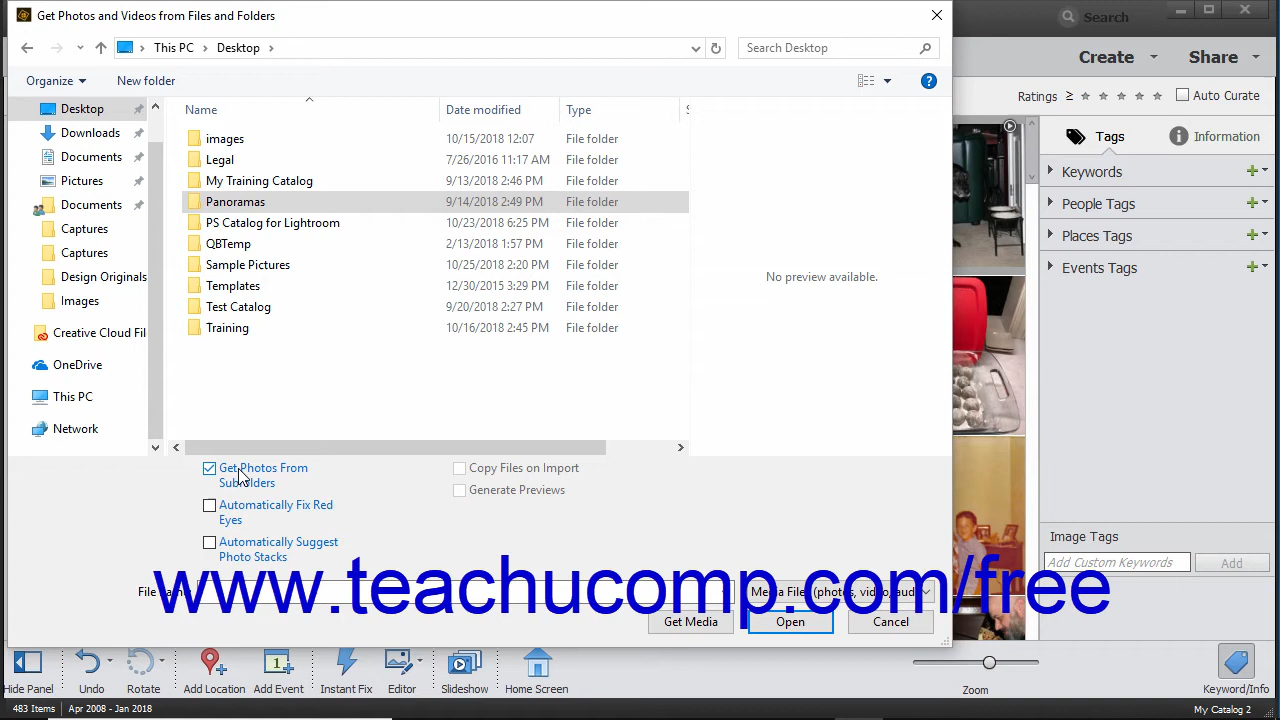 Get Photos and Videos from Files and Folders
Search
This PC
Desktop
Search Desktop
Create
Share
Organize
New folder
Ratings ≥
Auto Curate
Name
Date modified
Type
S
Desktop
Downloads
Documents
Pictures
Documents
Captures
Captures
Design Originals
Images
Creative Cloud Fil
OneDrive
This PC
Network
images 10/15/2018 12:07 File folder
Legal 7/26/2016 11:17 AM File folder
My Training Catalog 9/13/2018 2:46 PM File folder
Panoramas 9/14/2018 2:49 PM File folder
PS Catalog for Lightroom 10/23/2018 6:25 PM File folder
QBTemp 2/13/2018 1:57 PM File folder
Sample Pictures 10/25/2018 2:20 PM File folder
Templates 12/30/2015 3:29 PM File folder
Test Catalog 9/20/2018 2:27 PM File folder
Training 10/16/2018 2:45 PM File folder
No preview available.
Tags
Information
Keywords
People Tags
Places Tags
Events Tags
Get Photos From
Subfolders
Automatically Fix Red
Eyes
Automatically Suggest
Photo Stacks
Copy Files on Import
Generate Previews
www.teachucomp.com/free
File name:
Media Files (photos, video, aud
Get Media
Open
Cancel
Image Tags
Add Custom Keywords
Add
Hide Panel
Undo
Rotate
Add Location
1
Add Event
Instant Fix
Editor
Slideshow
Home Screen
Zoom
Keyword/Info
483 Items
Apr 2008 - Jan 2018
My Catalog 2